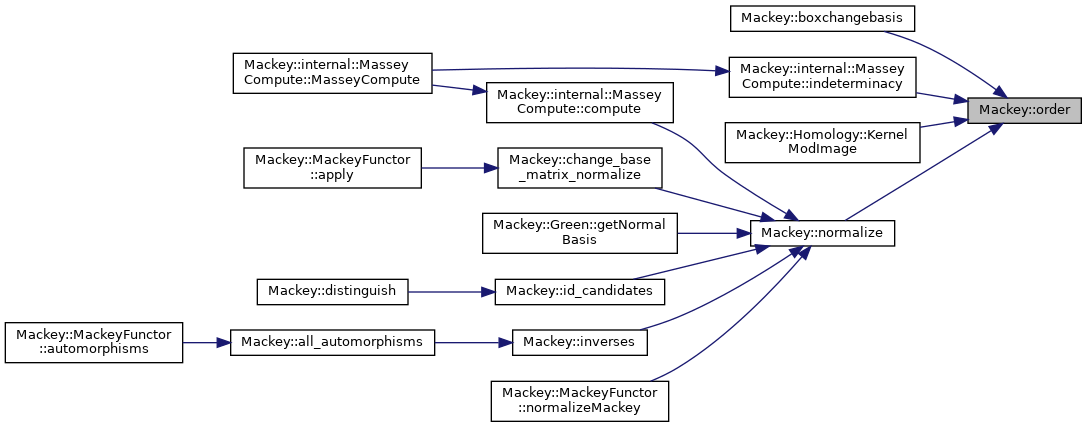 Mackey::boxchangebasis
Mackey::internal::Massey
Compute::MasseyCompute
Mackey::internal::Massey
Compute::indeterminacy
Mackey::internal::Massey
Compute::compute
Mackey::order
Mackey::Homology::Kernel
ModImage
Mackey::MackeyFunctor
::apply
Mackey::change_base
_matrix_normalize
Mackey::Green::getNormal
Basis
Mackey::normalize
Mackey::distinguish
Mackey::id_candidates
Mackey::MackeyFunctor
::automorphisms
Mackey::all_automorphisms
Mackey::inverses
Mackey::MackeyFunctor
::normalizeMackey